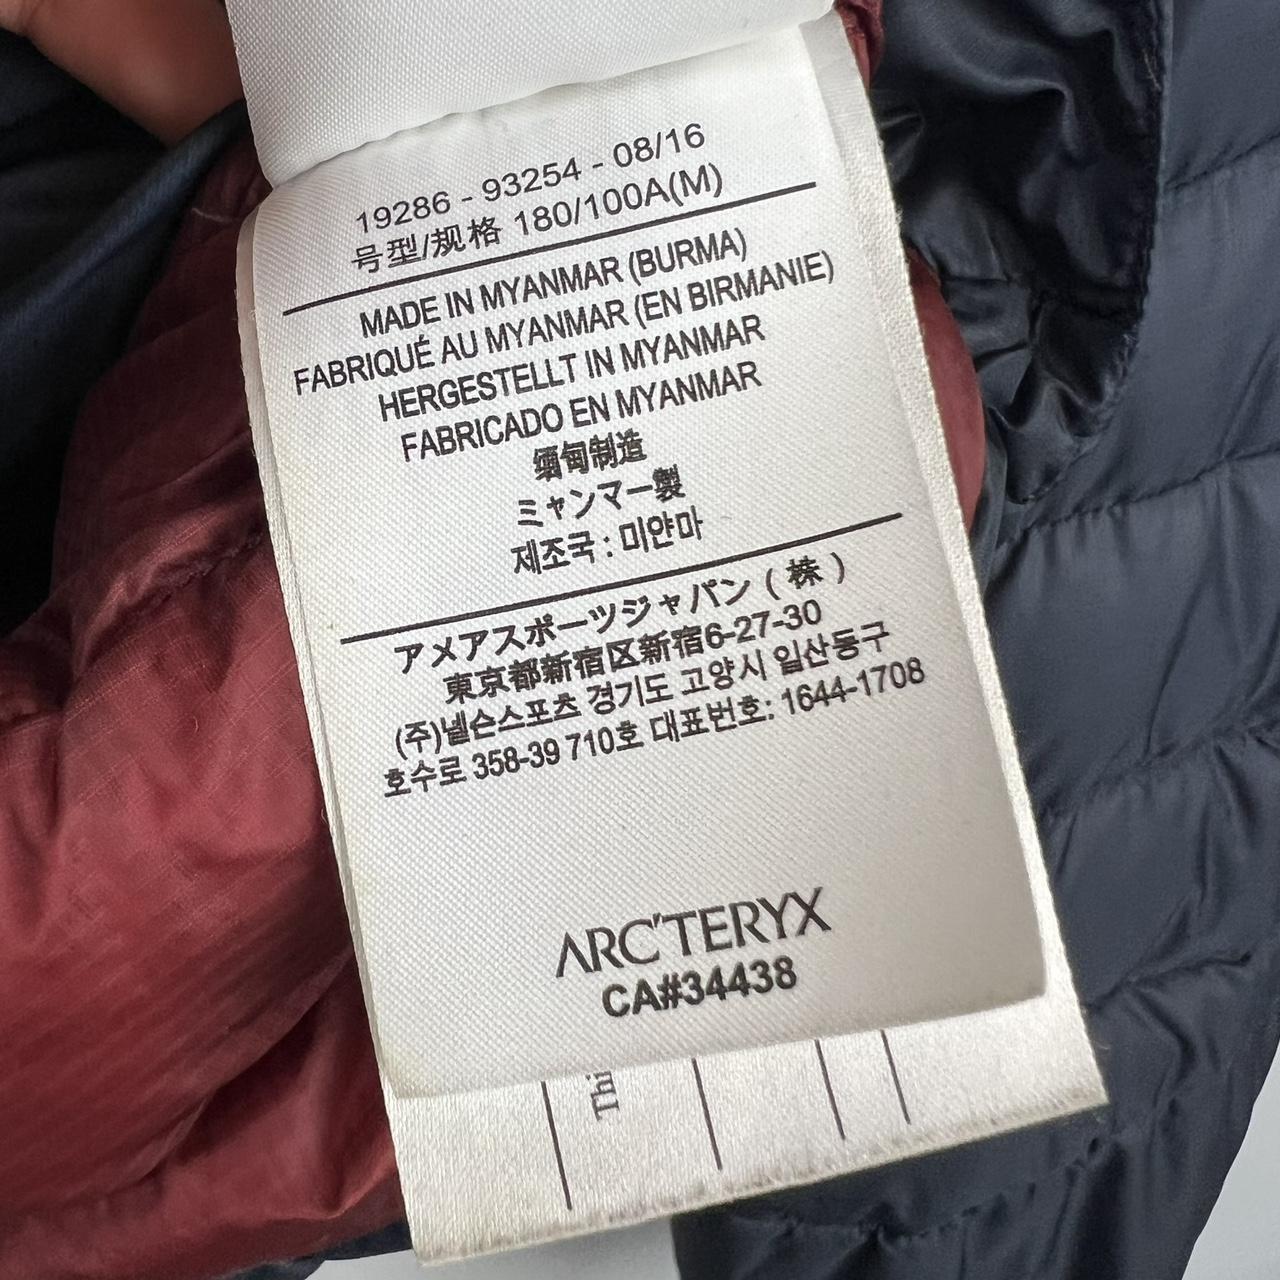 19286 - 93254 - 08/16
号型/规格 180/100A(M)
MADE IN MYANMAR (BURMA)
FABRIQUÉ AU MYANMAR (EN BIRMANIE)
HERGESTELLT IN MYANMAR
FABRICADO EN MYANMAR
缅甸制造
ミャンマー製
제조국 : 미얀마
アメアスポーツジャパン ( 株 )
東京都新宿区新宿6-27-30
(주)넬슨스포츠 경기도 고양시 일산동구
호수로 358-39 710호 대표번호: 1644-1708
ARC'TERYX
CA#34438
Thi